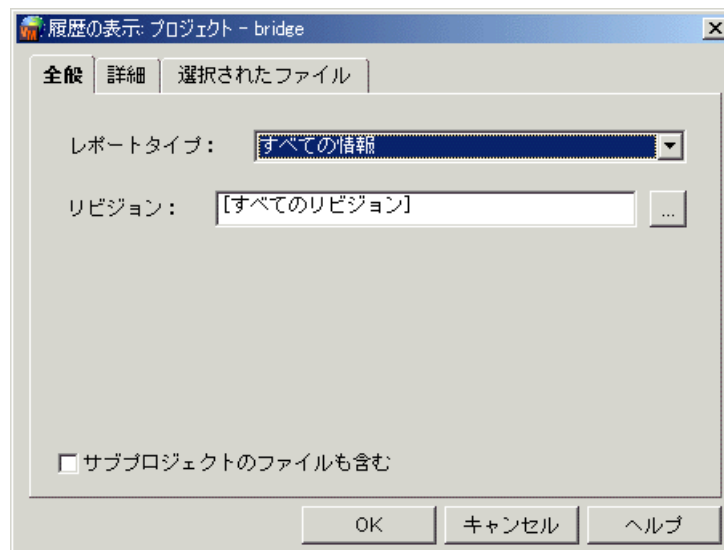 履歴の表示: プロジェクト - bridge
全般 詳細 選択されたファイル
レポートタイプ： すべての情報
リビジョン： [すべてのリビジョン] ...
サブプロジェクトのファイルも含む
OK キャンセル ヘルプ